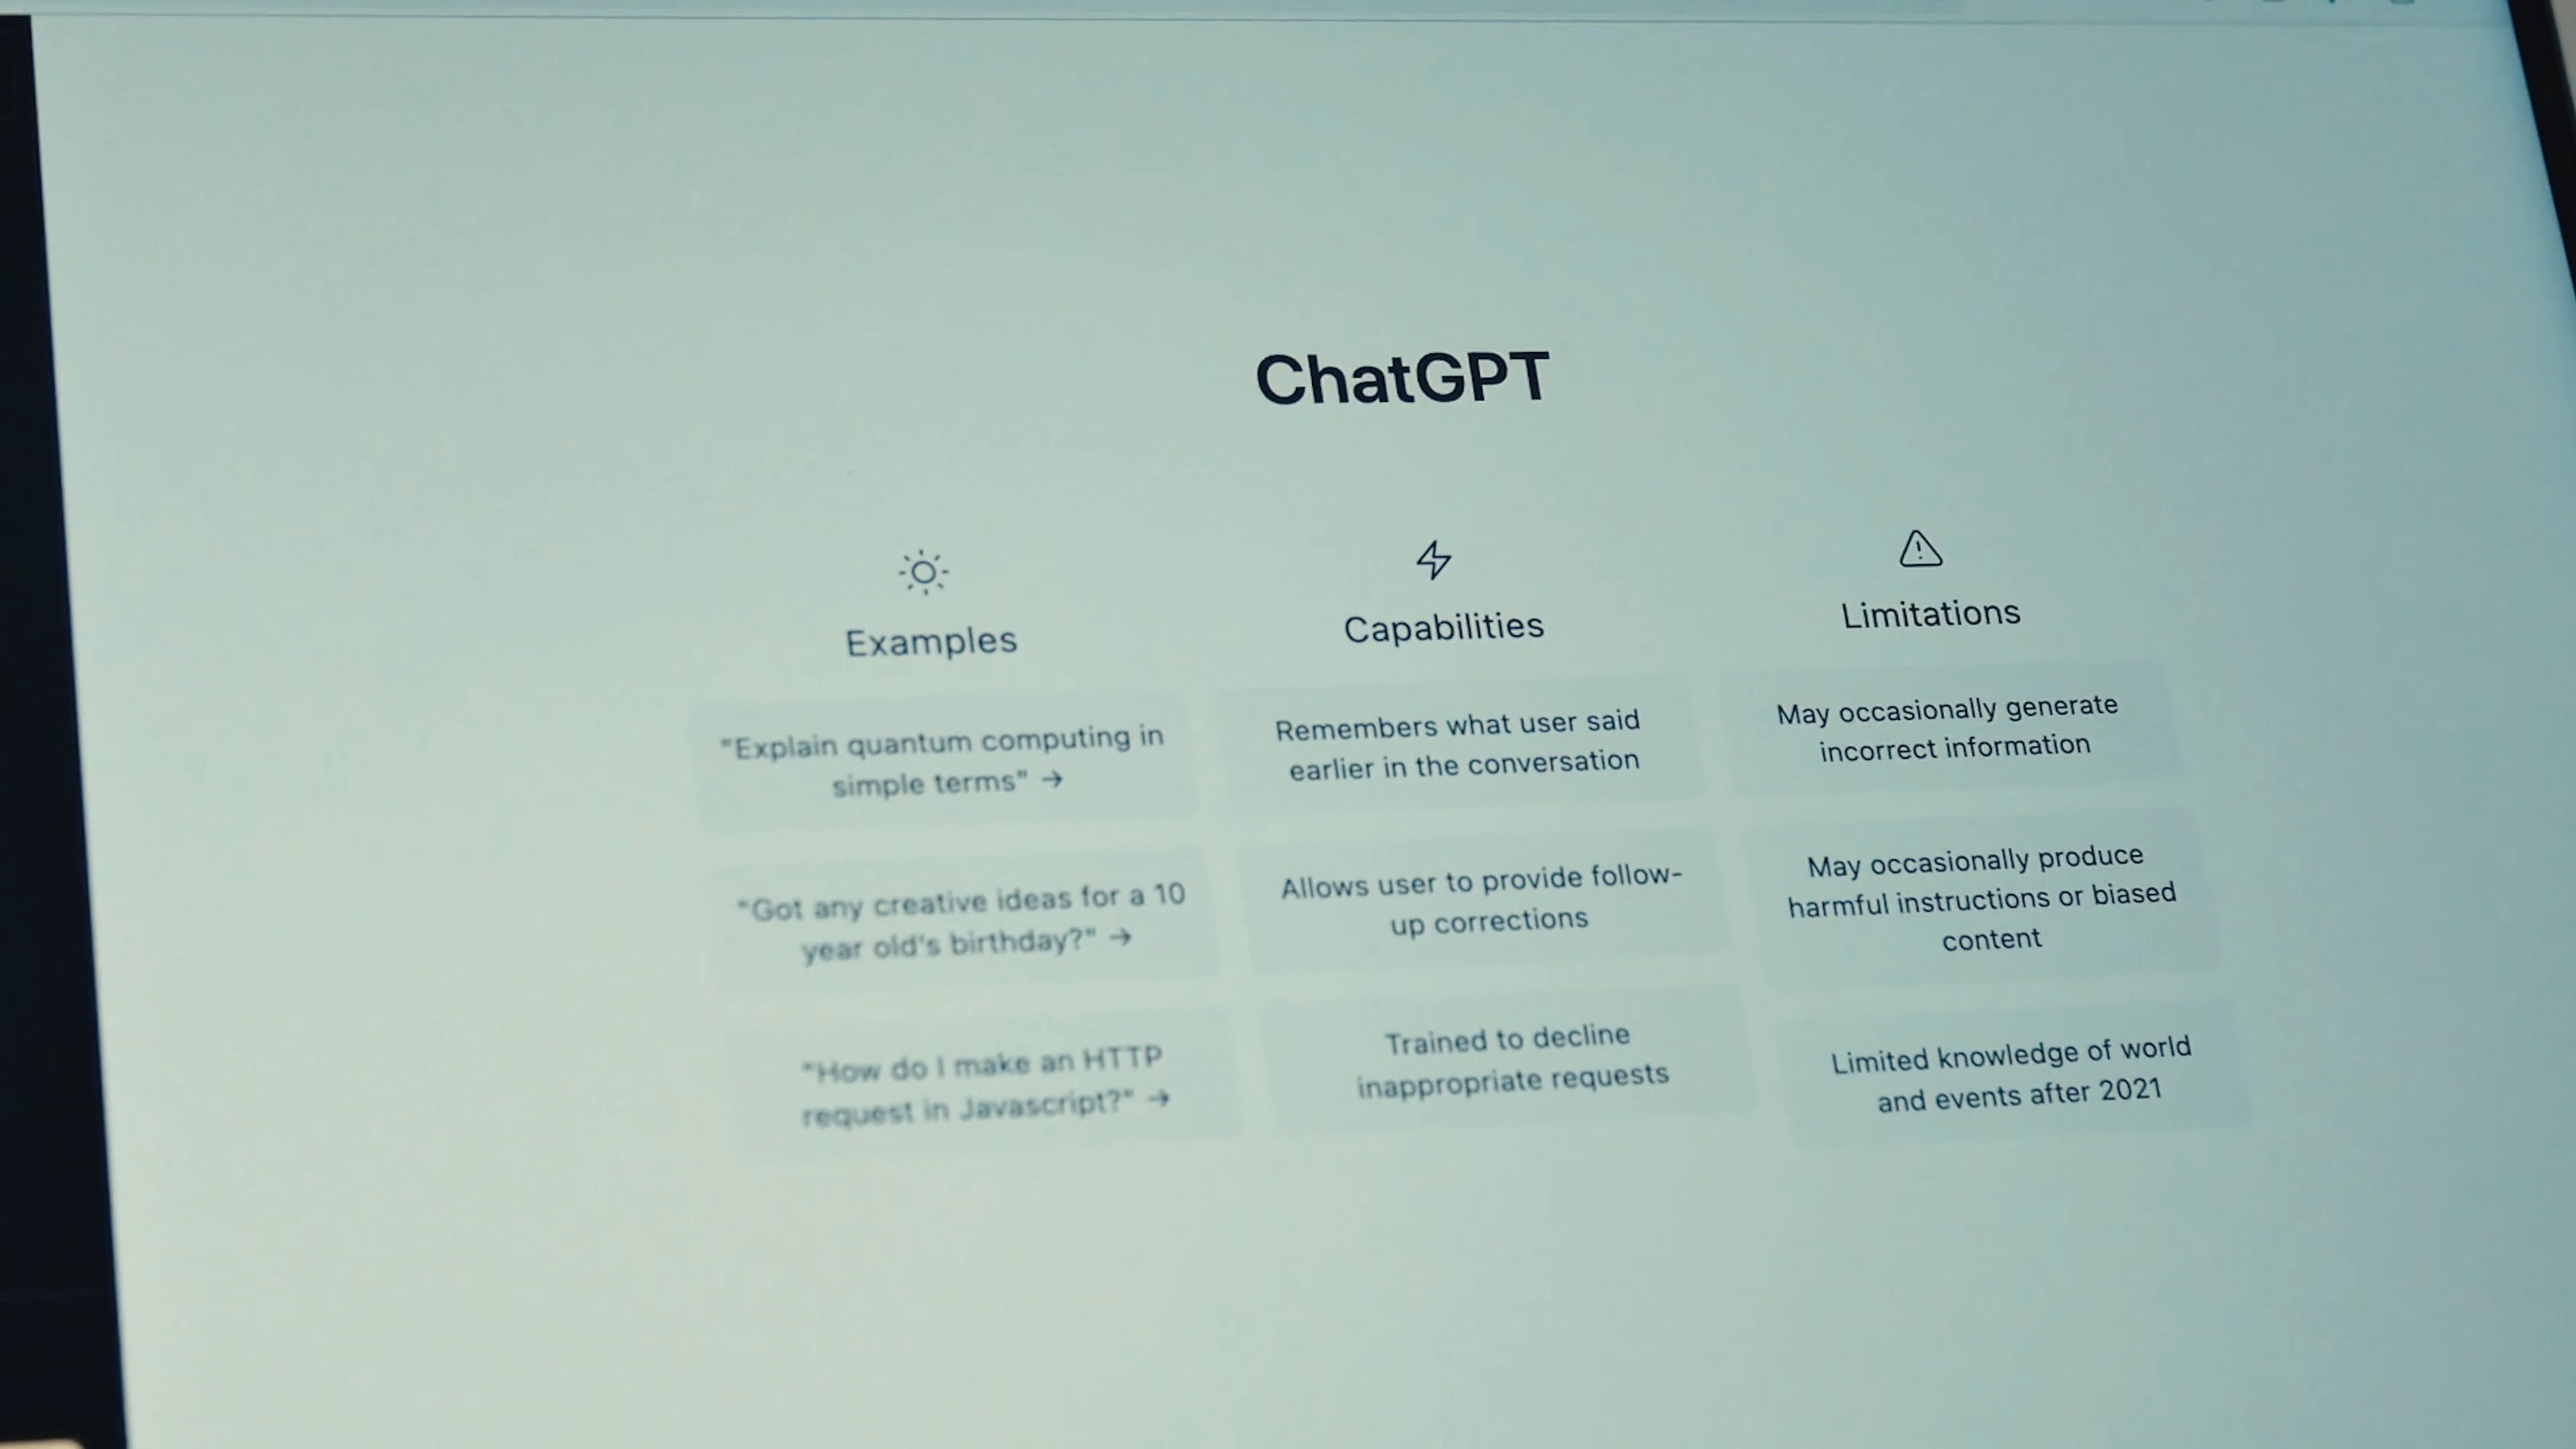 ChatGPT
Examples
"Explain quantum computing in
simple terms" →
"Got any creative ideas for a 10
year old's birthday?" →
"How do I make an HTTP
request in Javascript?" →
Capabilities
Remembers what user said
earlier in the conversation
Allows user to provide follow-
up corrections
Trained to decline
inappropriate requests
Limitations
May occasionally generate
incorrect information
May occasionally produce
harmful instructions or biased
content
Limited knowledge of world
and events after 2021